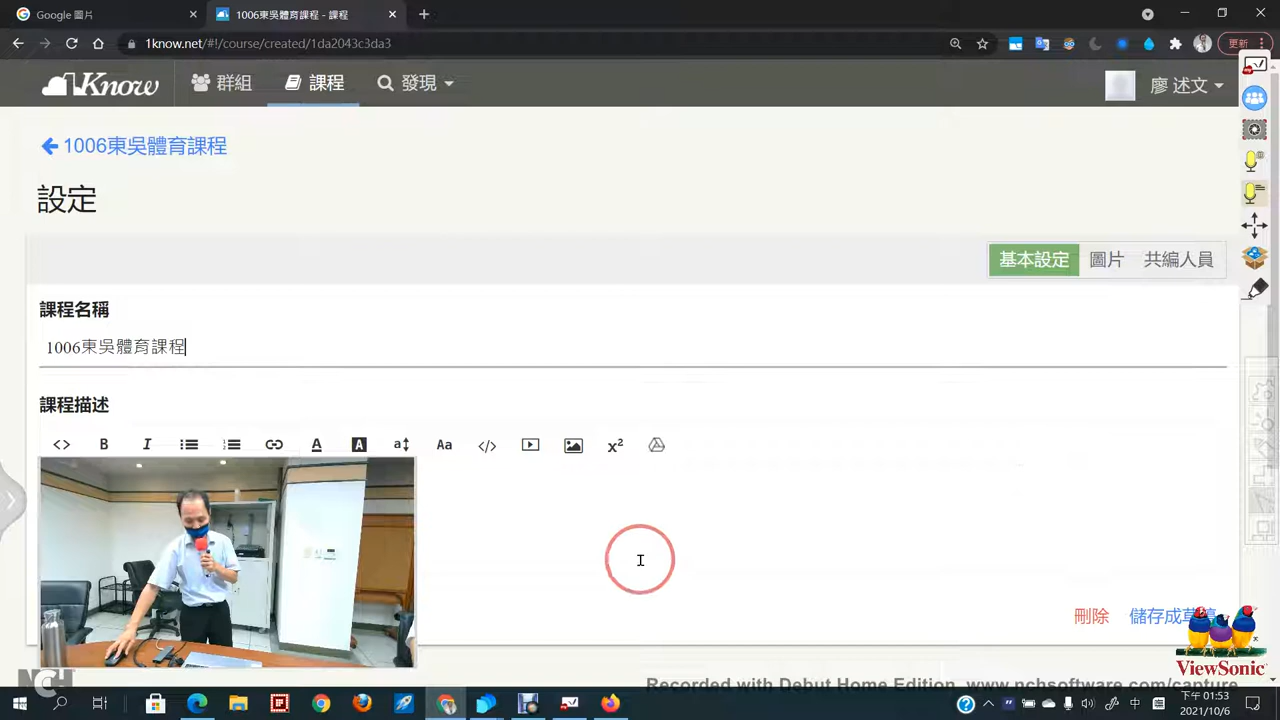 Google 圖片
1006東吳體育課程 - 課程
1know.net/#!/course/created/1da2043c3da3
更新
1Know
群組
課程
發現
廖 述文
1006東吳體育課程
設定
基本設定
圖片
共編人員
課程名稱
1006東吳體育課程
課程描述
<> B I A A a Aa </> x²
刪除
儲存成草稿
ViewSonic
NCH
Recorded with Debut Home Edition. www.nchsoftware.com/capture
中
下午 01:53
2021/10/6